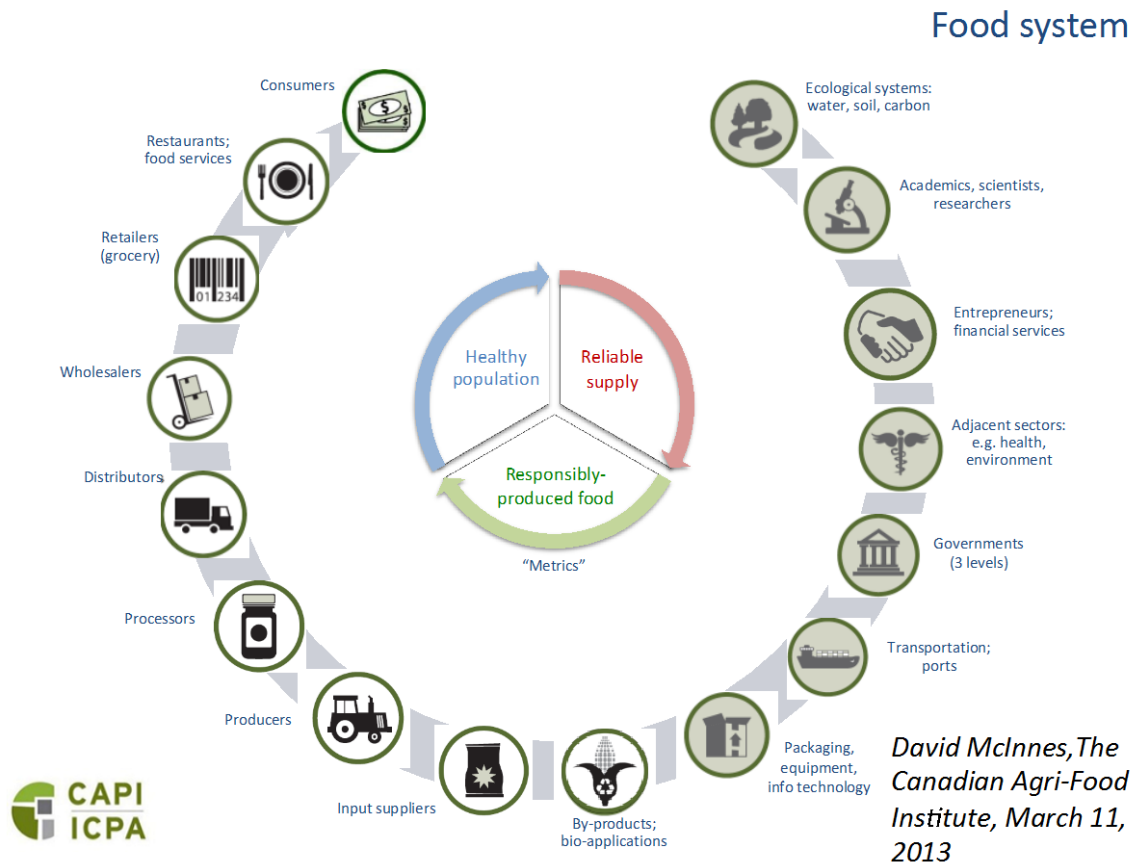 Food system
Consumers
Restaurants;
food services
Retailers
(grocery)
01 234
Wholesalers
Distributors
Processors
Producers
Input suppliers
By-products;
bio-applications
Packaging,
equipment,
info technology
Transportation;
ports
Governments
(3 levels)
Adjacent sectors:
e.g. health,
environment
Entrepreneurs;
financial services
Academics, scientists,
researchers
Ecological systems:
water, soil, carbon
Healthy
population
Reliable
supply
Responsibly-
produced food
“Metrics”
CAPI
ICPA
David McInnes,The
Canadian Agri-Food
Institute, March 11,
2013